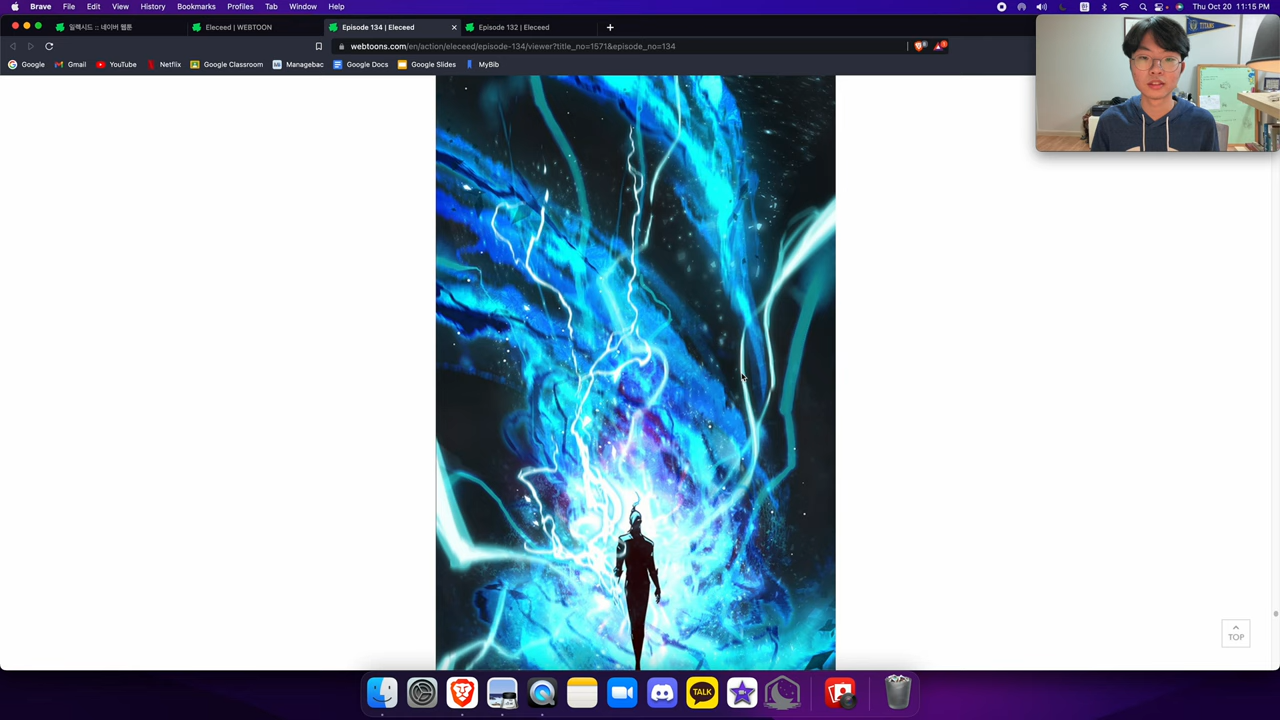 Brave File Edit View History Bookmarks Profiles Tab Window Help Thu Oct 20 11:15 PM
일렉시드 :: 네이버 웹툰 Eleceed | WEBTOON Episode 134 | Eleceed Episode 132 | Eleceed
webtoons.com/en/action/eleceed/episode-134/viewer?title_no=1571&episode_no=134
Google Gmail YouTube Netflix Google Classroom Managebac Google Docs Google Slides MyBib
TITANS
TOP
TALK